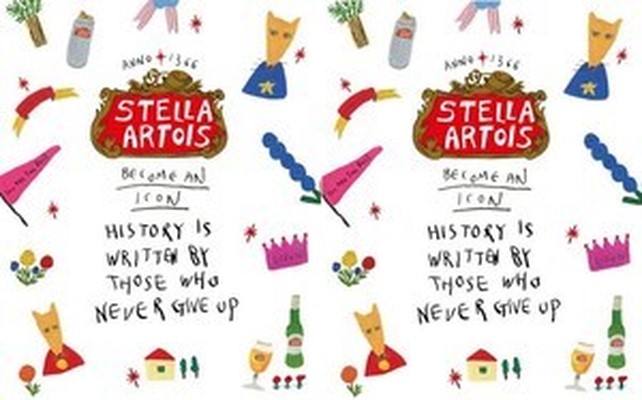 ANNO 1366
STELLA
ARTOIS
BECOME AN
ICON
HISTORY IS
WRITTEN BY
THOSE WHO
NEVER GIVE UP
ANNO 1366
STELLA
ARTOIS
BECOME AN
ICON
HISTORY IS
WRITTEN BY
THOSE WHO
NEVER GIVE UP